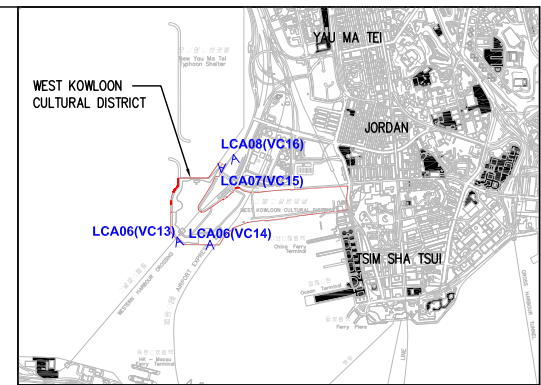 YAU MA TEI
New Yau Ma Tei
Typhoon Shelter
WEST KOWLOON
CULTURAL DISTRICT
JORDAN
LCA08(VC16)
LCA07(VC15)
WEST KOWLOON CULTURAL DISTRICT
LCA06(VC13)
LCA06(VC14)
China Ferry
Terminal
TSIM SHA TSUI
WESTERN HARBOUR CROSSING
AIRPORT EXPRESS
Ocean Terminal
Ferry Piers
HK - Macau
Ferry Terminal
LINE
CROSS HARBOUR TUNNEL